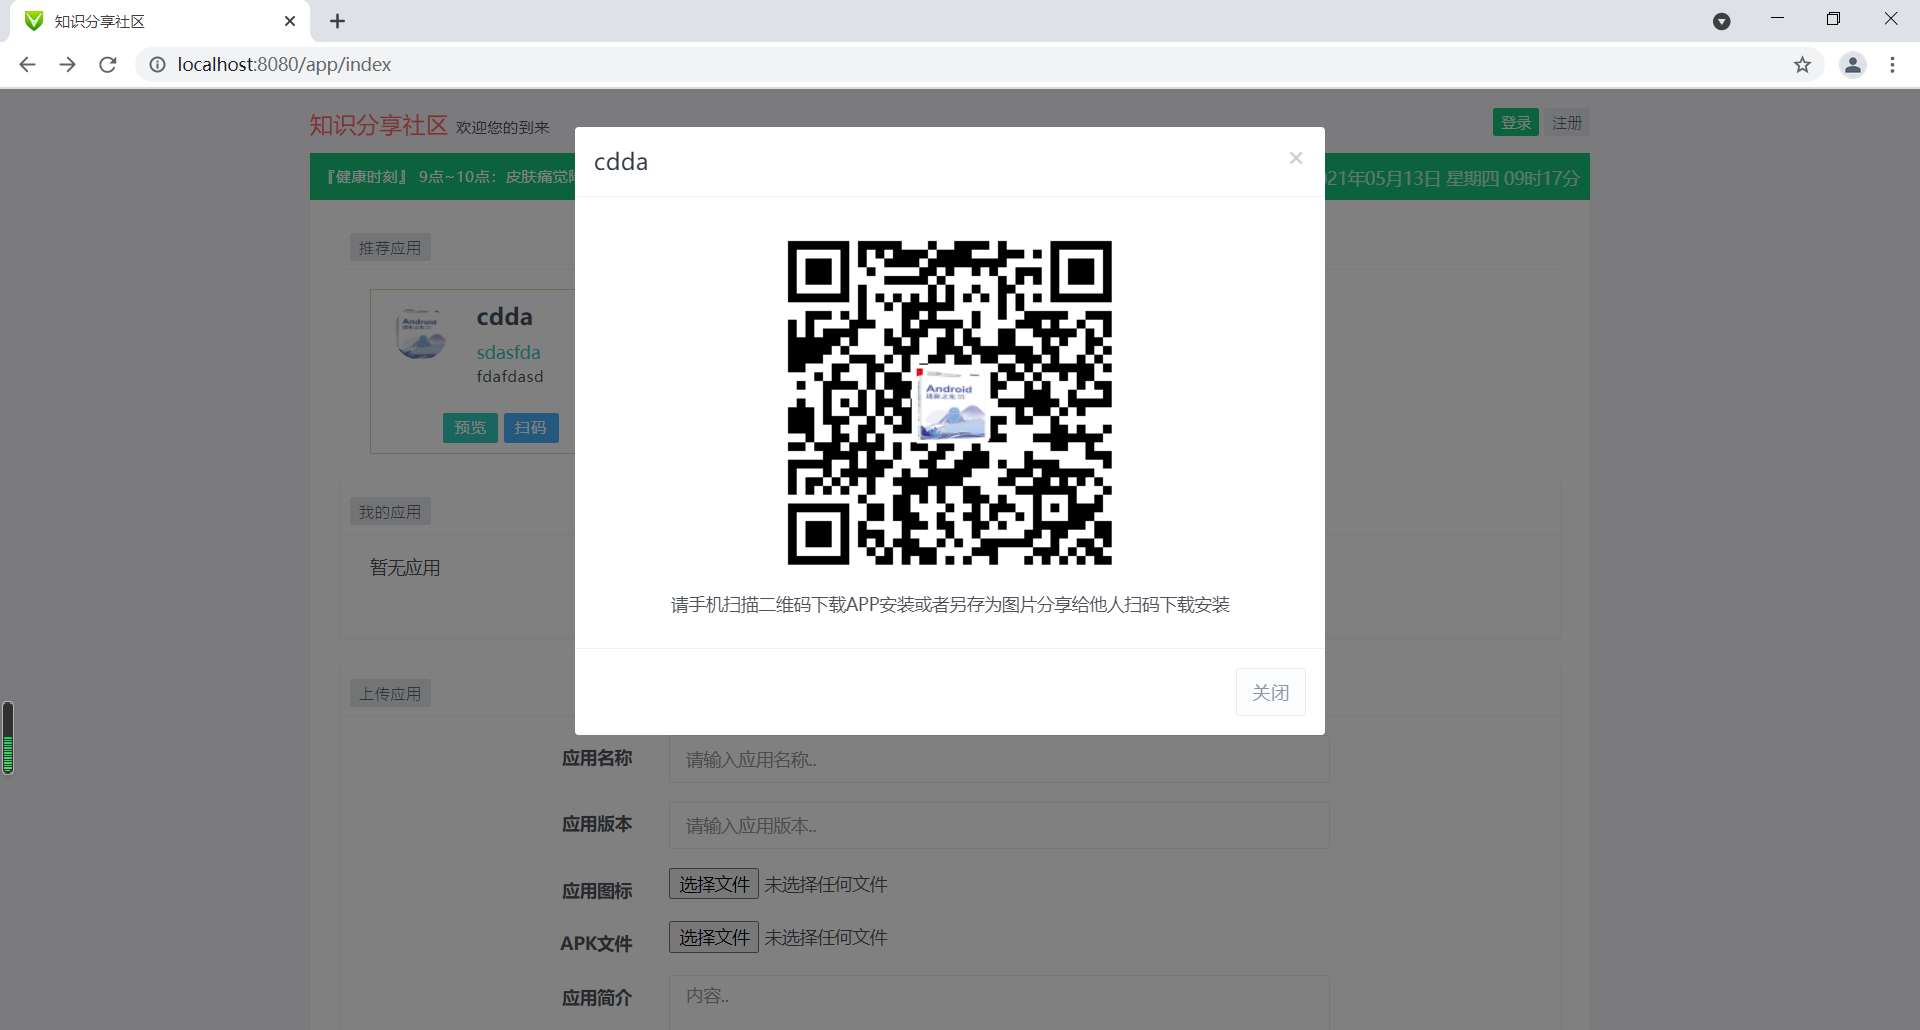 知识分享社区
localhost:8080/app/index
知识分享社区 欢迎您的到来
登录 注册
『健康时刻』 9点~10点：皮肤痛觉
21年05月13日 星期四 09时17分
推荐应用
cdda
sdasfda
fdafdasd
预览 扫码
我的应用
暂无应用
上传应用
cdda
×
Android
请手机扫描二维码下载APP安装或者另存为图片分享给他人扫码下载安装
关闭
应用名称 请输入应用名称..
应用版本 请输入应用版本..
应用图标 选择文件 未选择任何文件
APK文件 选择文件 未选择任何文件
应用简介 内容..